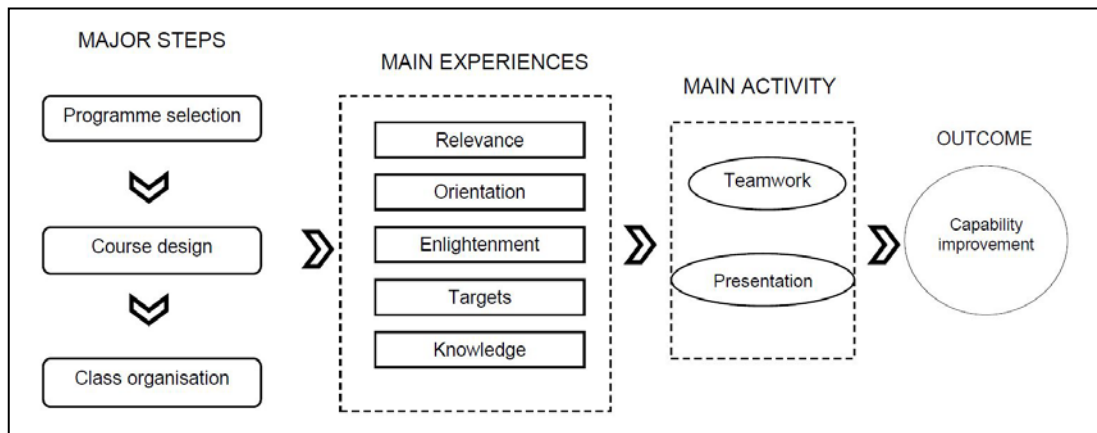 MAJOR STEPS
Programme selection
Course design
Class organisation
MAIN EXPERIENCES
Relevance
Orientation
Enlightenment
Targets
Knowledge
MAIN ACTIVITY
Teamwork
Presentation
OUTCOME
Capability
improvement